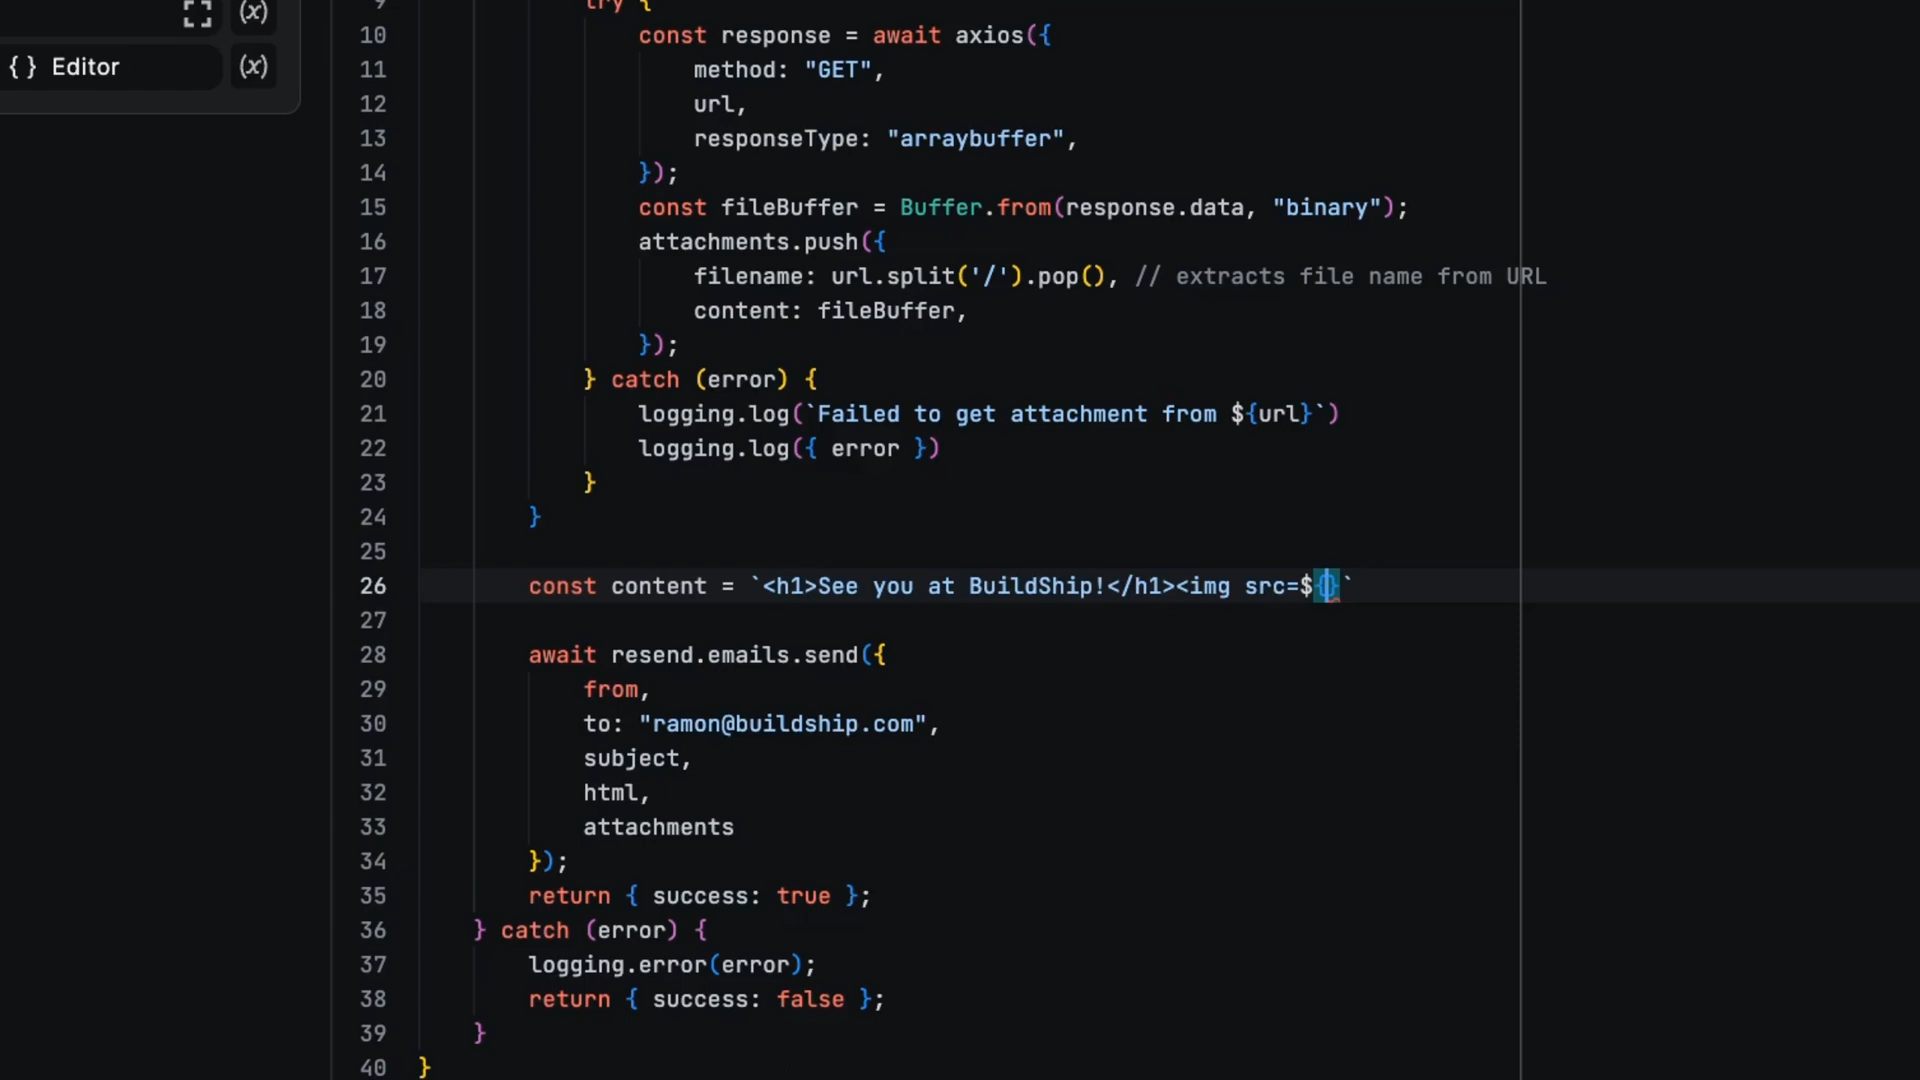 (x)
{ } Editor (x)
9 try {
10 const response = await axios({
11 method: "GET",
12 url,
13 responseType: "arraybuffer",
14 });
15 const fileBuffer = Buffer.from(response.data, "binary");
16 attachments.push({
17 filename: url.split('/').pop(), // extracts file name from URL
18 content: fileBuffer,
19 });
20 } catch (error) {
21 logging.log(`Failed to get attachment from ${url}`)
22 logging.log({ error })
23 }
24 }
25
26 const content = `<h1>See you at BuildShip!</h1><img src=${}`
27
28 await resend.emails.send({
29 from,
30 to: "ramon@buildship.com",
31 subject,
32 html,
33 attachments
34 });
35 return { success: true };
36 } catch (error) {
37 logging.error(error);
38 return { success: false };
39 }
40 }